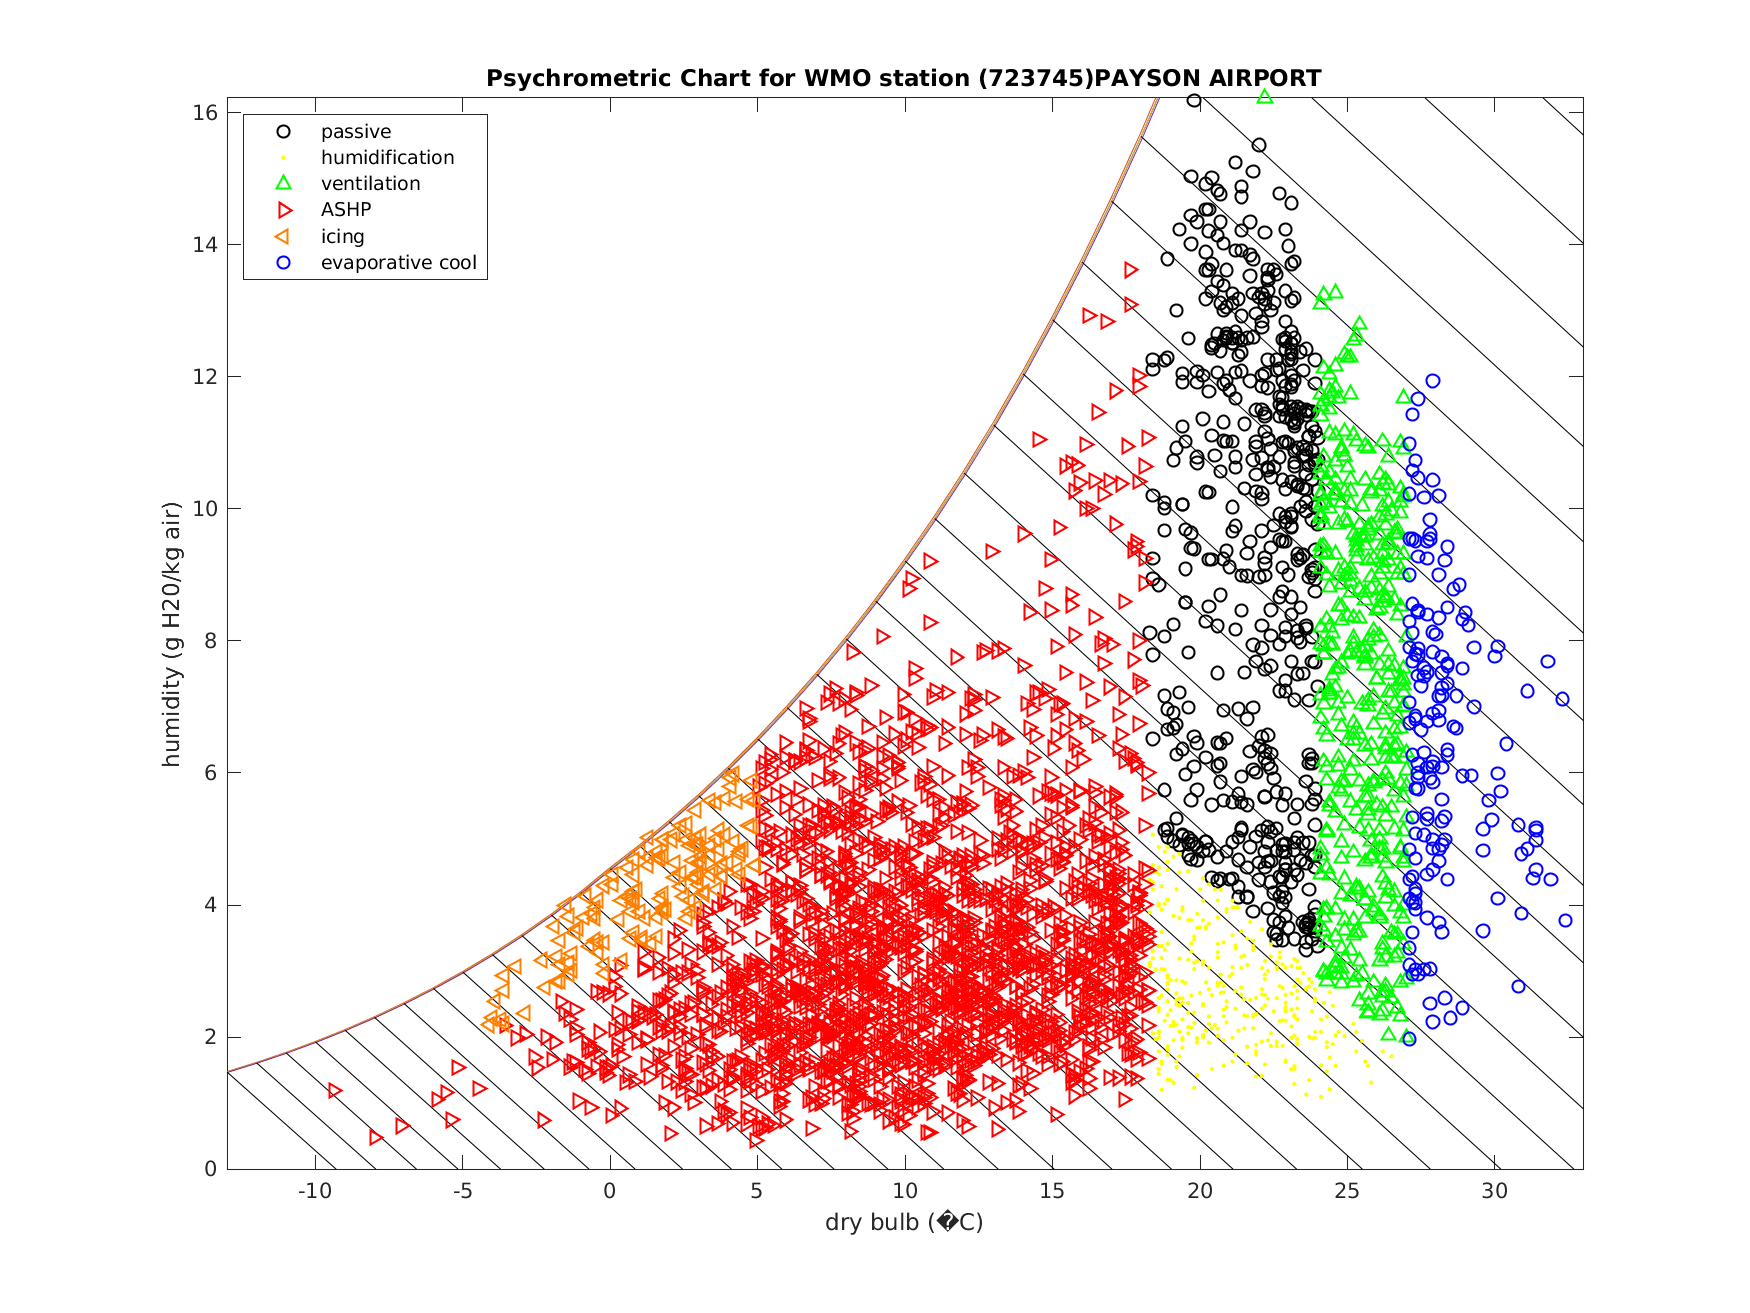 Psychrometric Chart for WMO station (723745)PAYSON AIRPORT
passive
humidification
ventilation
ASHP
icing
evaporative cool
humidity (g H20/kg air)
16
14
12
10
8
6
4
2
0
-10 -5 0 5 10 15 20 25 30
dry bulb (�C)